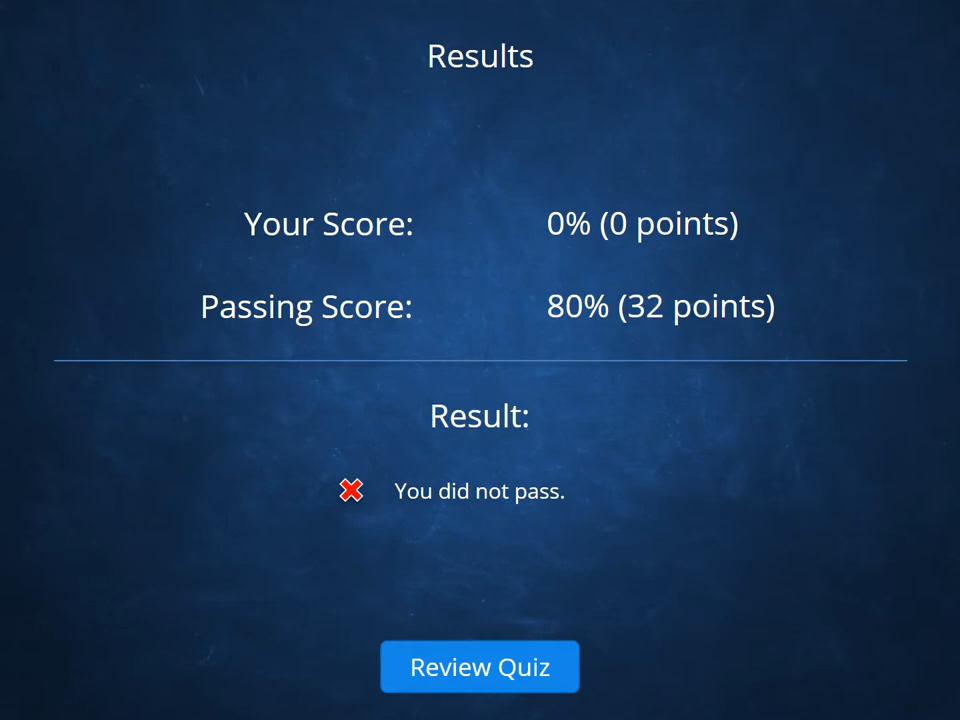 Results
Your Score: 0% (0 points)
Passing Score: 80% (32 points)
Result:
You did not pass.
Review Quiz